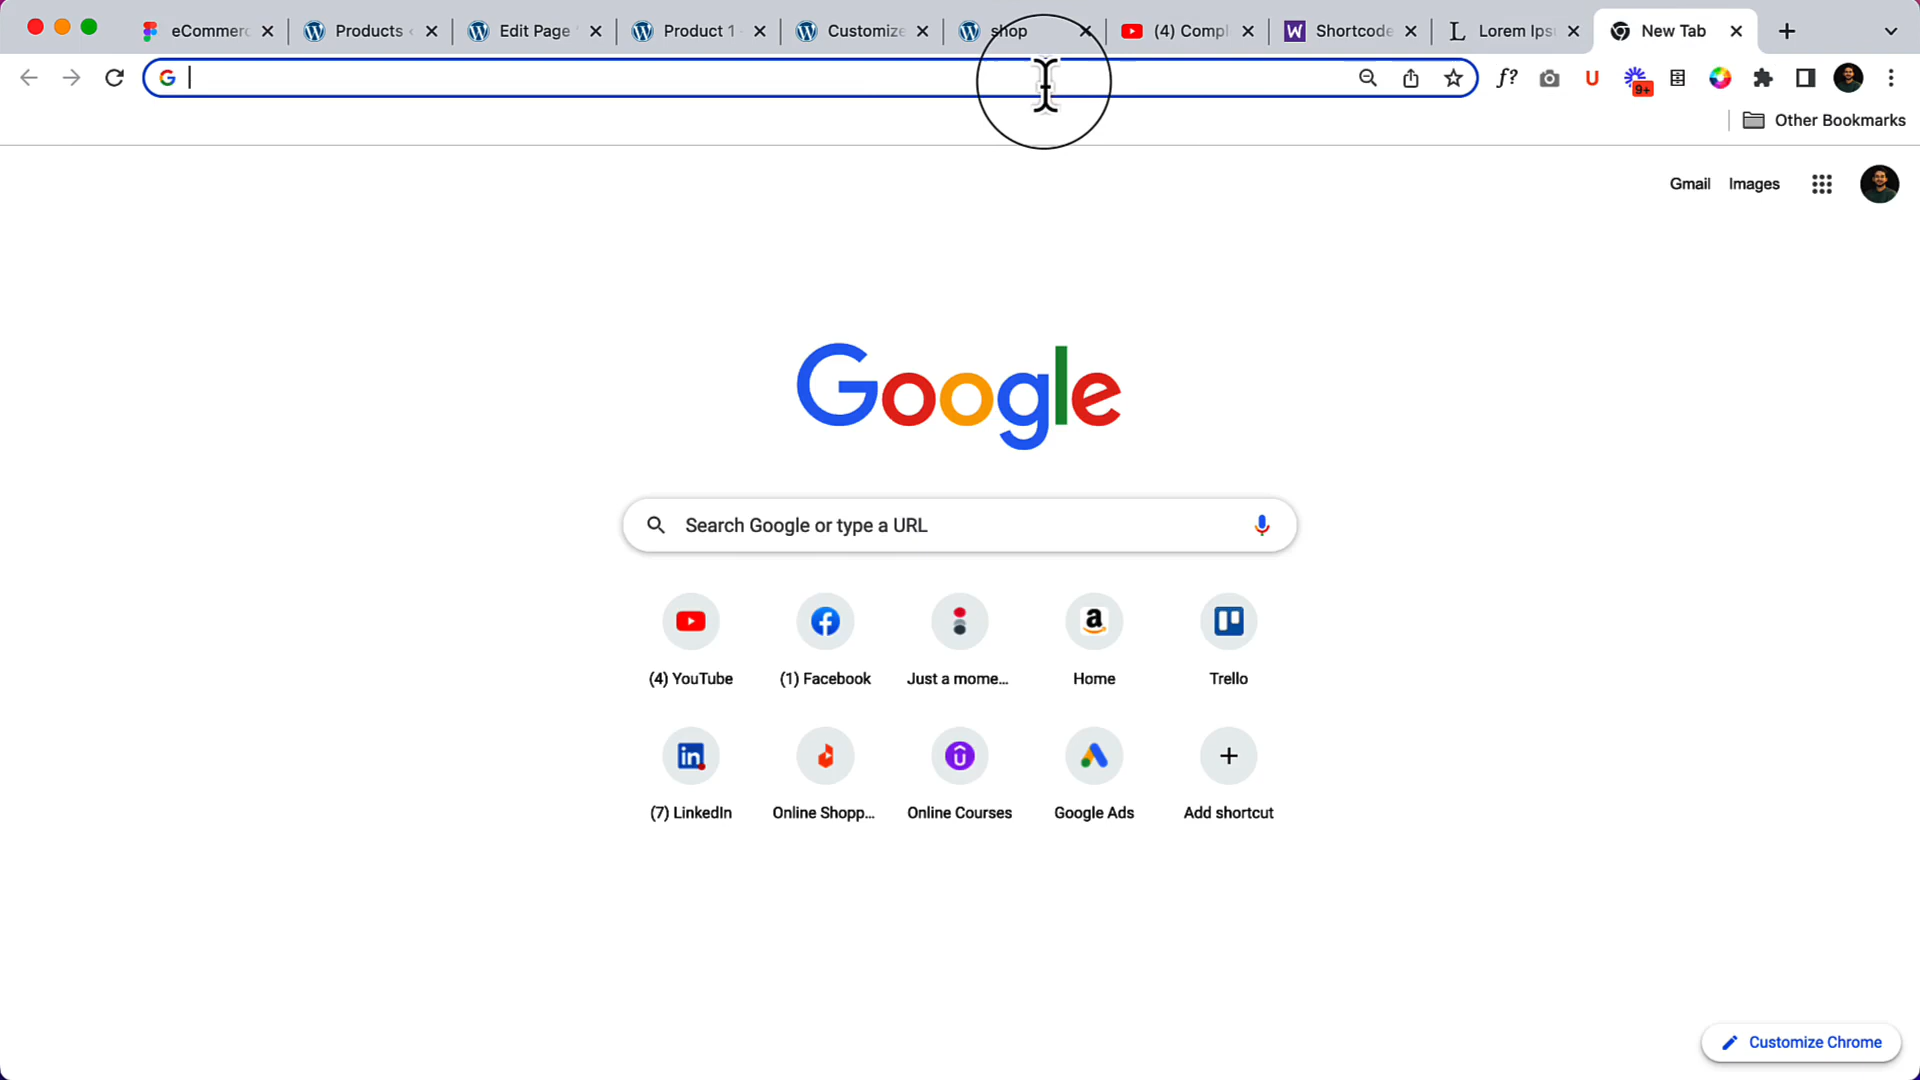 eCommerc
Products
Edit Page
Product 1
Customize
shop
(4) Compl
Shortcode
Lorem Ips
New Tab
f?
U
9+
Other Bookmarks
Gmail
Images
Google
Search Google or type a URL
(4) YouTube
(1) Facebook
Just a mome...
Home
Trello
(7) LinkedIn
Online Shopp...
Online Courses
Google Ads
Add shortcut
Customize Chrome